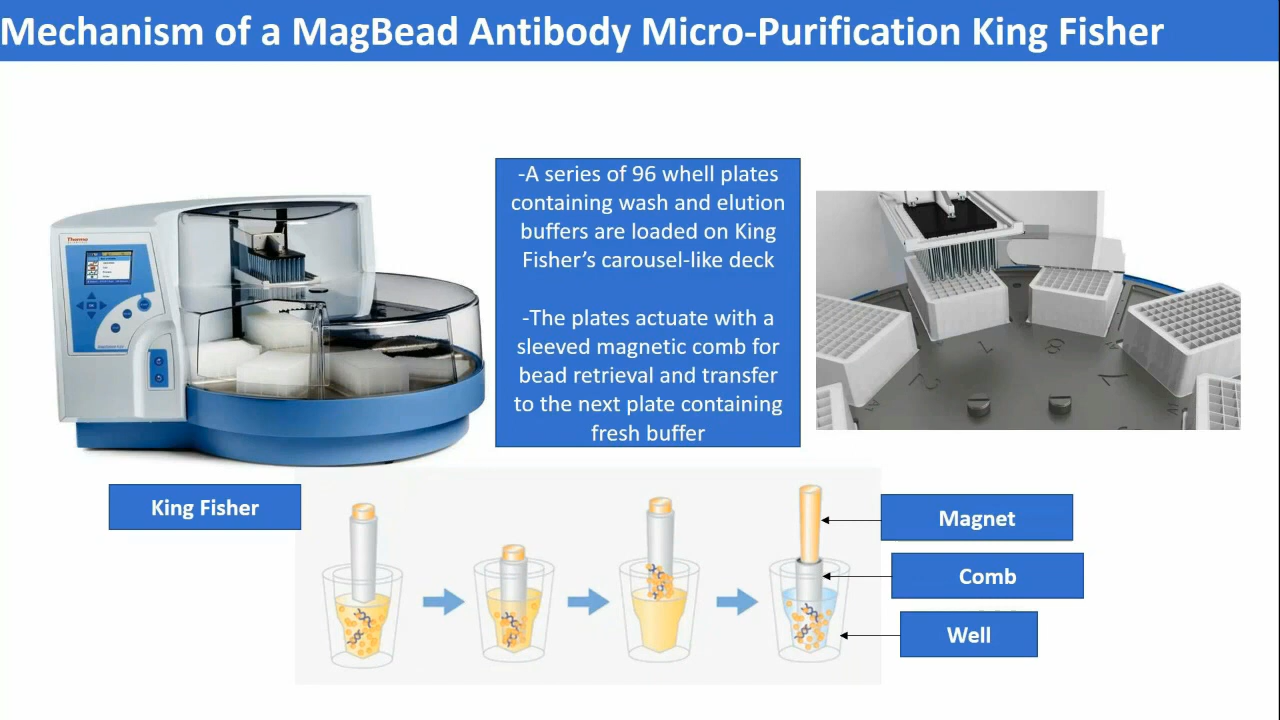 Mechanism of a MagBead Antibody Micro-Purification King Fisher
-A series of 96 whell plates
containing wash and elution
buffers are loaded on King
Fisher's carousel-like deck
-The plates actuate with a
sleeved magnetic comb for
bead retrieval and transfer
to the next plate containing
fresh buffer
Thermo
King Fisher
Magnet
Comb
Well